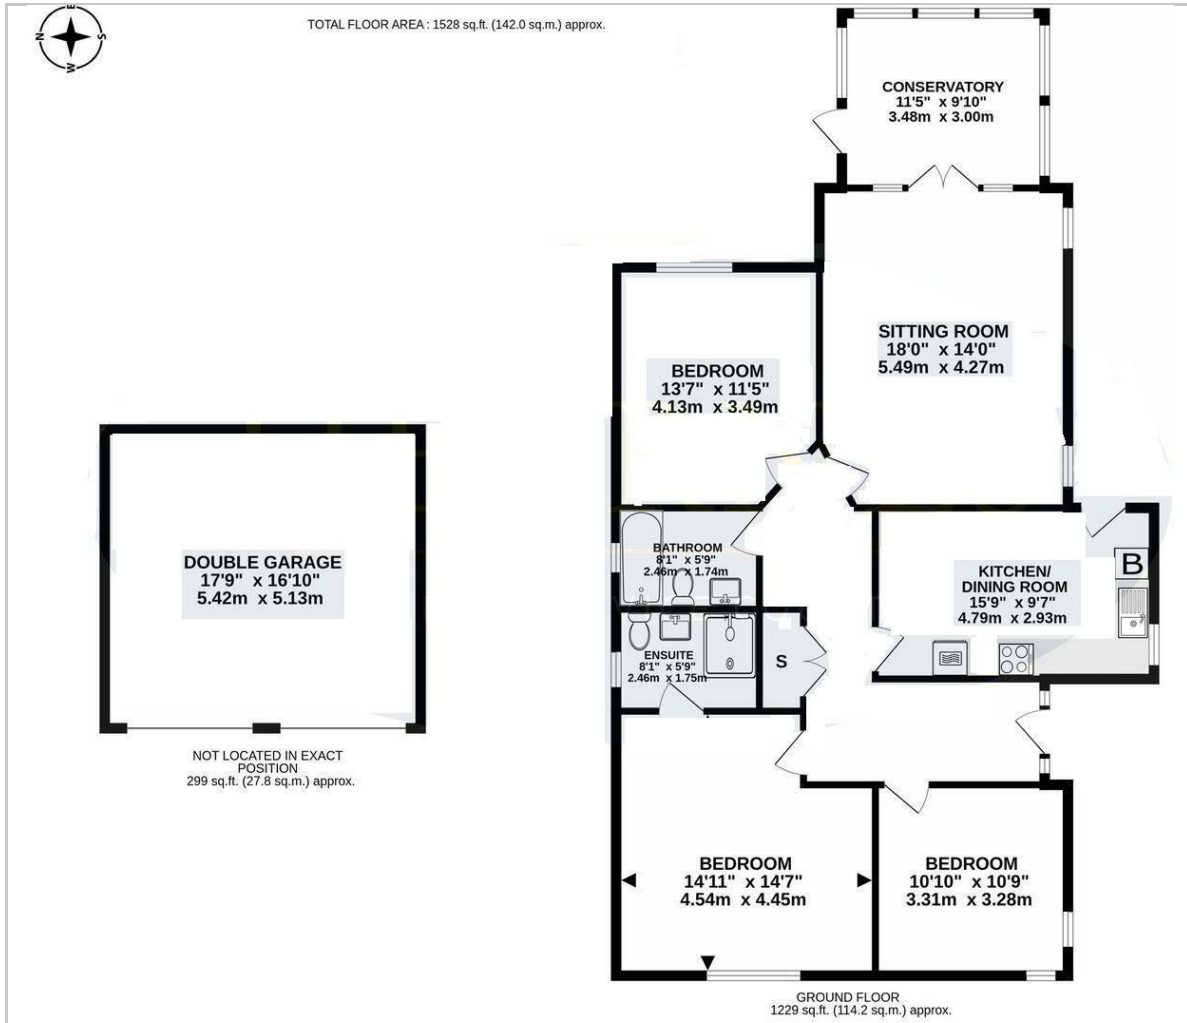 E
N S
W
TOTAL FLOOR AREA : 1528 sq.ft. (142.0 sq.m.) approx.
CONSERVATORY
11'5" x 9'10"
3.48m x 3.00m
SITTING ROOM
18'0" x 14'0"
5.49m x 4.27m
BEDROOM
13'7" x 11'5"
4.13m x 3.49m
DOUBLE GARAGE
17'9" x 16'10"
5.42m x 5.13m
NOT LOCATED IN EXACT
POSITION
299 sq.ft. (27.8 sq.m.) approx.
BATHROOM
8'1" x 5'9"
2.46m x 1.74m
KITCHEN/
DINING ROOM
15'9" x 9'7"
4.79m x 2.93m
B
ENSUITE
8'1" x 5'9"
2.46m x 1.75m
S
BEDROOM
14'11" x 14'7"
4.54m x 4.45m
BEDROOM
10'10" x 10'9"
3.31m x 3.28m
GROUND FLOOR
1229 sq.ft. (114.2 sq.m.) approx.